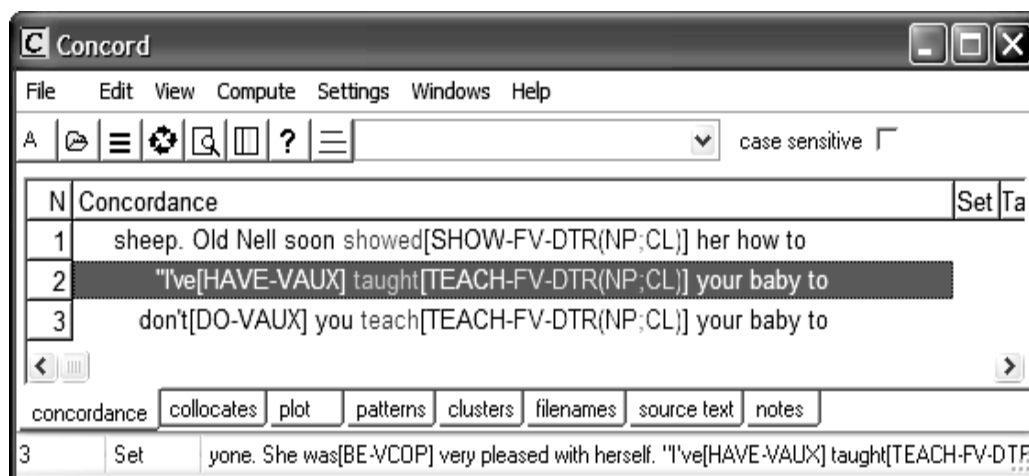 C Concord
File Edit View Compute Settings Windows Help
A ? case sensitive
N Concordance Set Ta
1 sheep. Old Nell soon showed[SHOW-FV-DTR(NP;CL)] her how to
2 "I've[HAVE-VAUX] taught[TEACH-FV-DTR(NP;CL)] your baby to
3 don't[DO-VAUX] you teach[TEACH-FV-DTR(NP;CL)] your baby to
concordance collocates plot patterns clusters filenames source text notes
3 Set yone. She was[BE-VCOP] very pleased with herself. "I've[HAVE-VAUX] taught[TEACH-FV-DTR